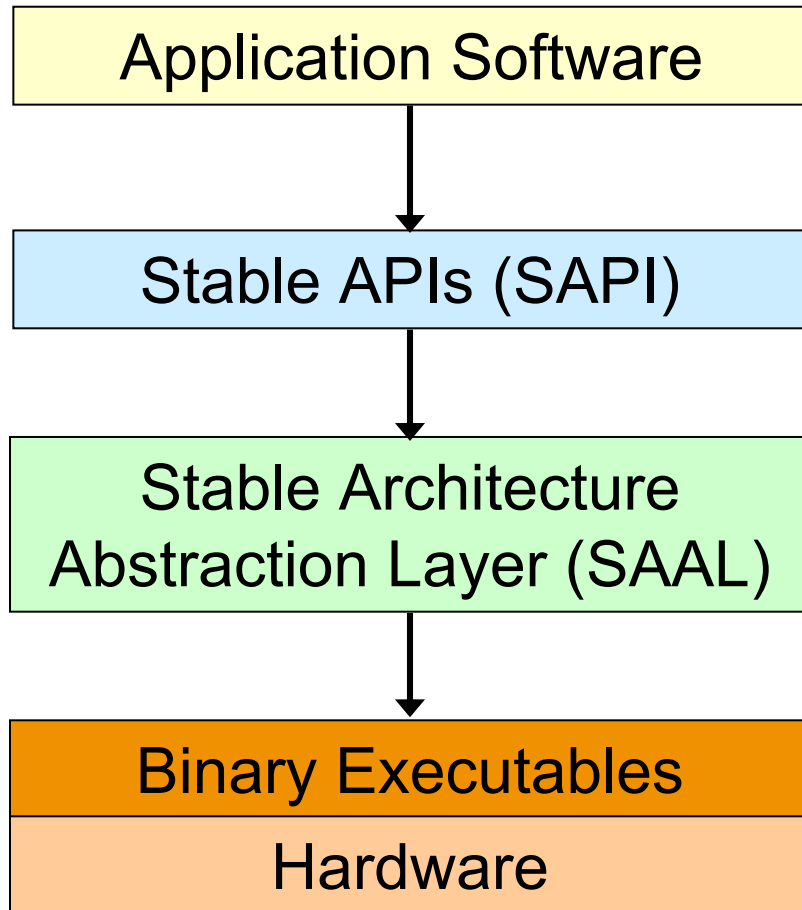 Application Software
Stable APIs (SAPI)
Stable Architecture
Abstraction Layer (SAAL)
Binary Executables
Hardware